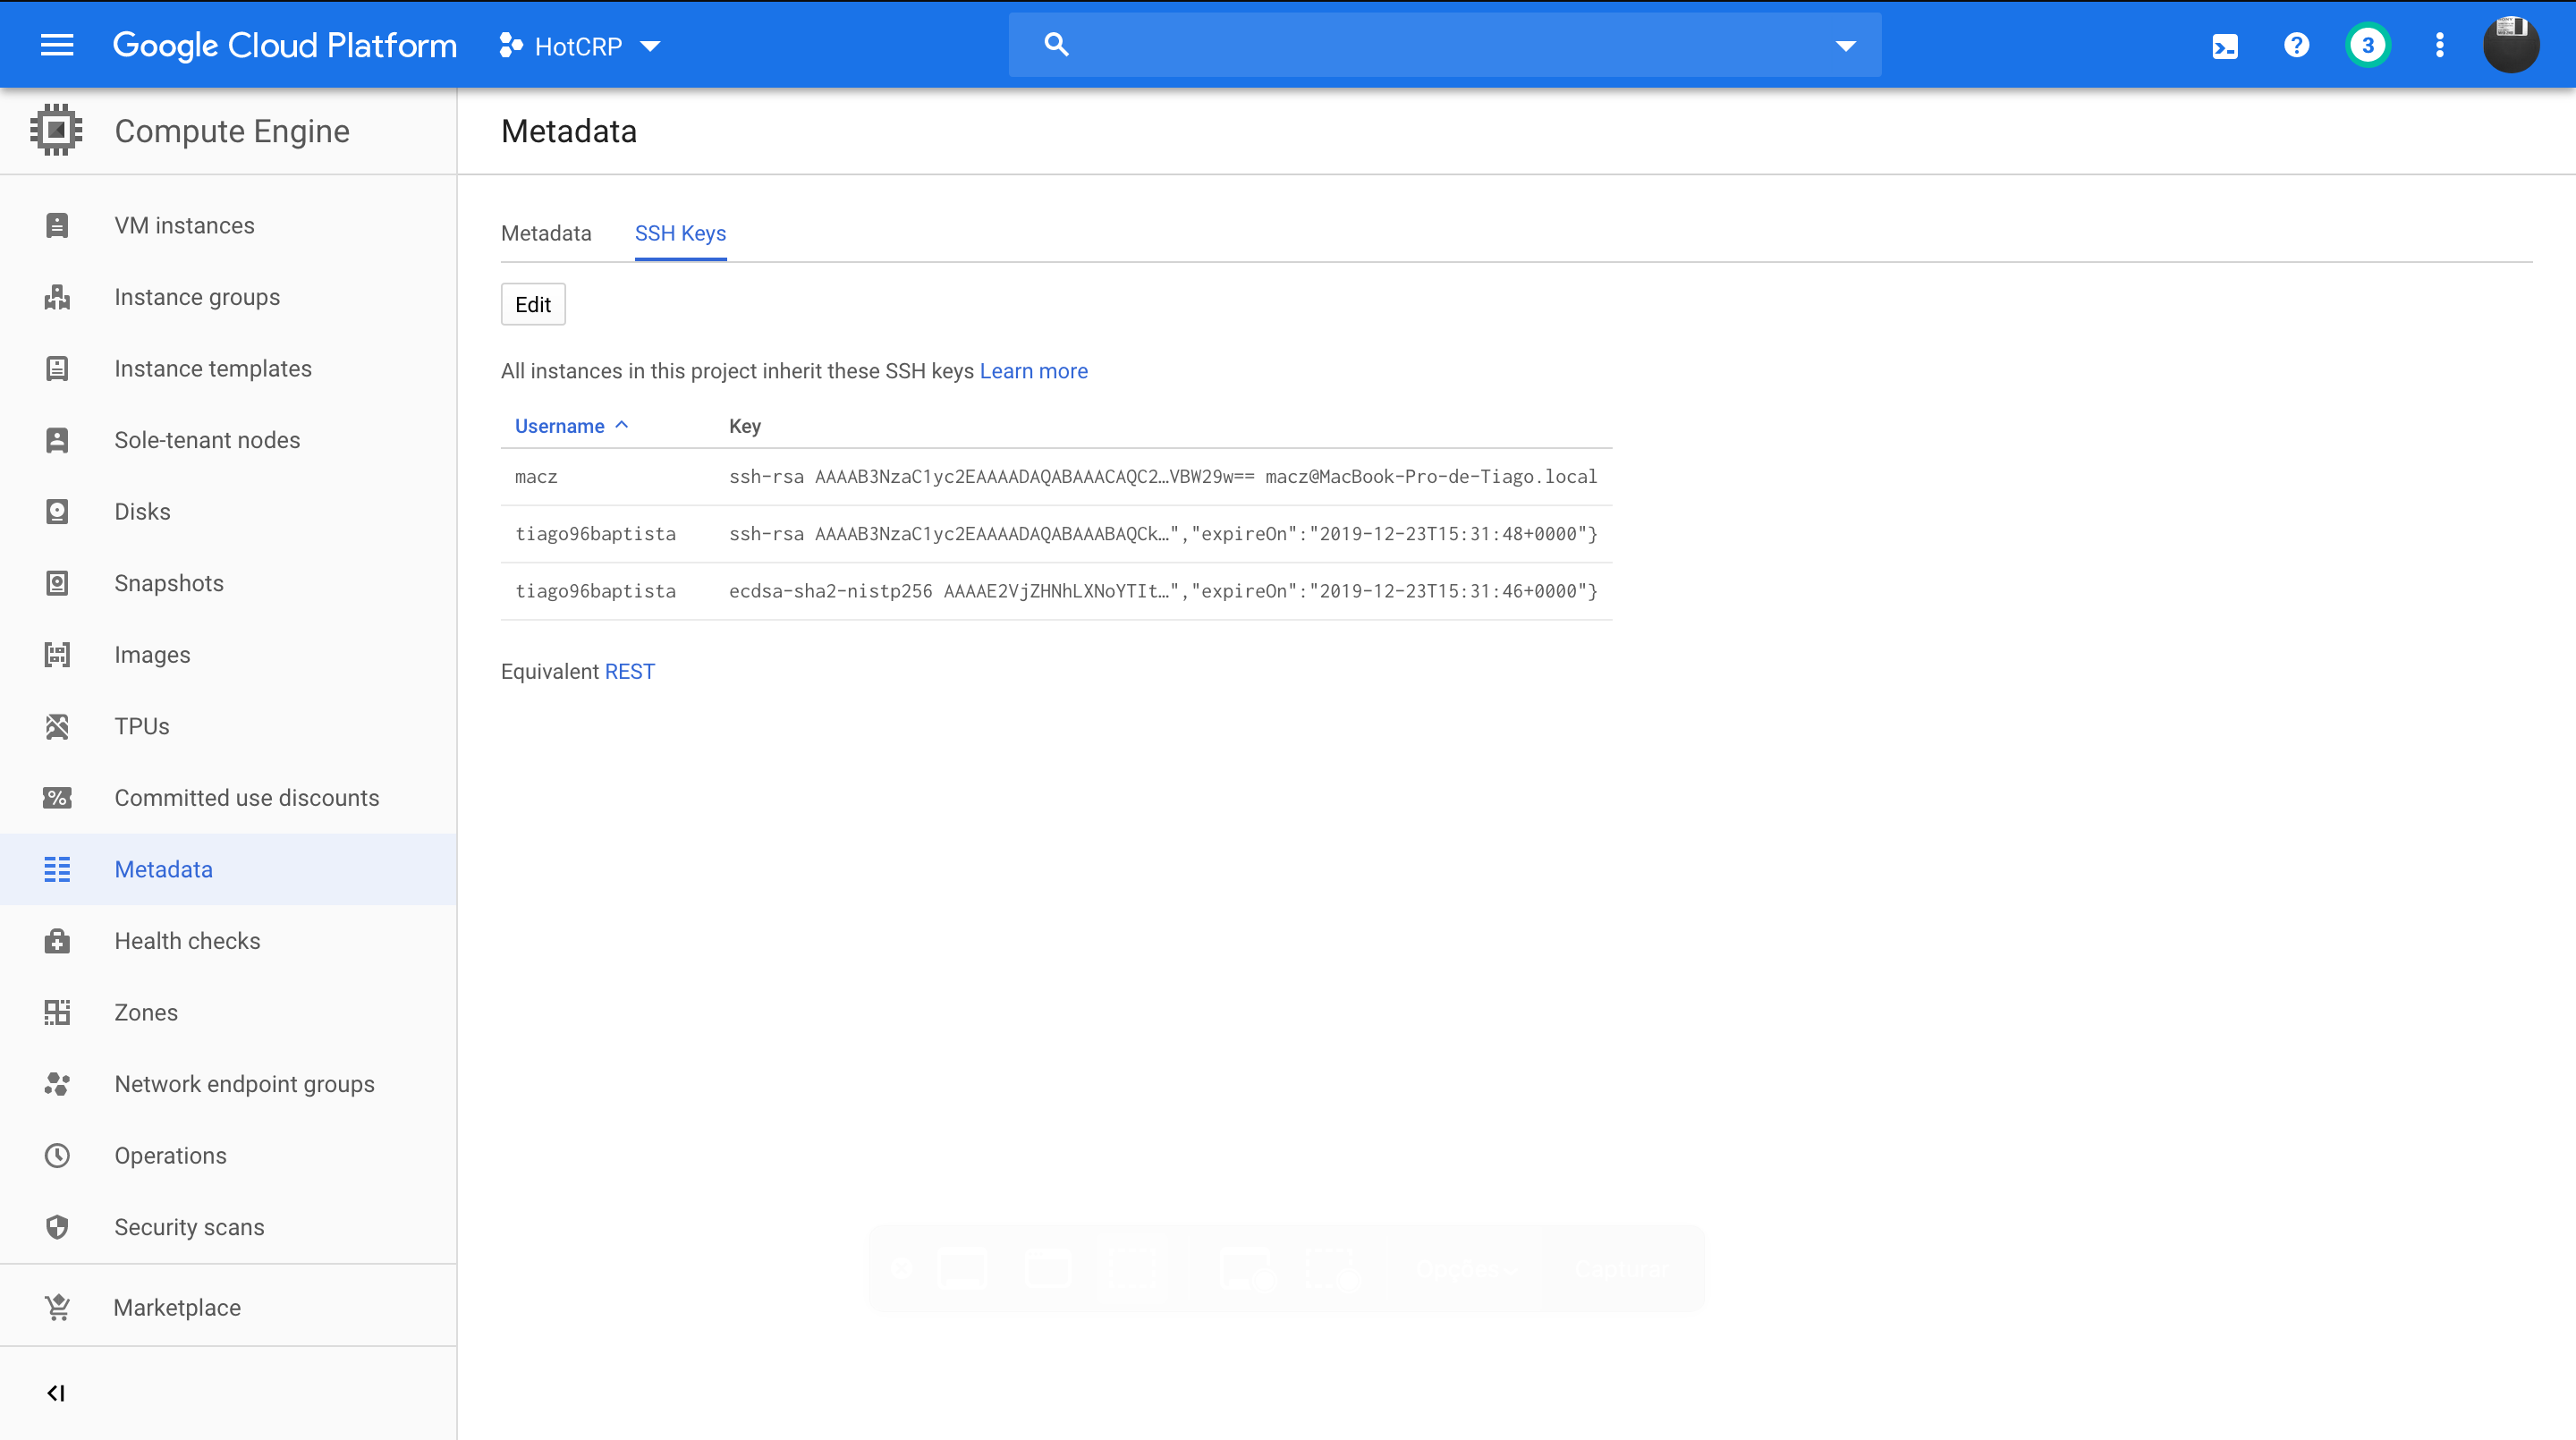 Google Cloud Platform
HotCRP
3
Compute Engine
Metadata
VM instances
Instance groups
Instance templates
Sole-tenant nodes
Disks
Snapshots
Images
TPUs
Committed use discounts
Metadata
Health checks
Zones
Network endpoint groups
Operations
Security scans
Marketplace
Metadata SSH Keys
Edit
All instances in this project inherit these SSH keys Learn more
Username Key
macz ssh-rsa AAAAB3NzaC1yc2EAAAADAQABAAACAQC2…VBW29w== macz@MacBook-Pro-de-Tiago.local
tiago96baptista ssh-rsa AAAAB3NzaC1yc2EAAAADAQABAAABAQCk…","expireOn":"2019-12-23T15:31:48+0000"}
tiago96baptista ecdsa-sha2-nistp256 AAAAE2VjZHNhLXNoYTIt…","expireOn":"2019-12-23T15:31:46+0000"}
Equivalent REST
Opções Capturar